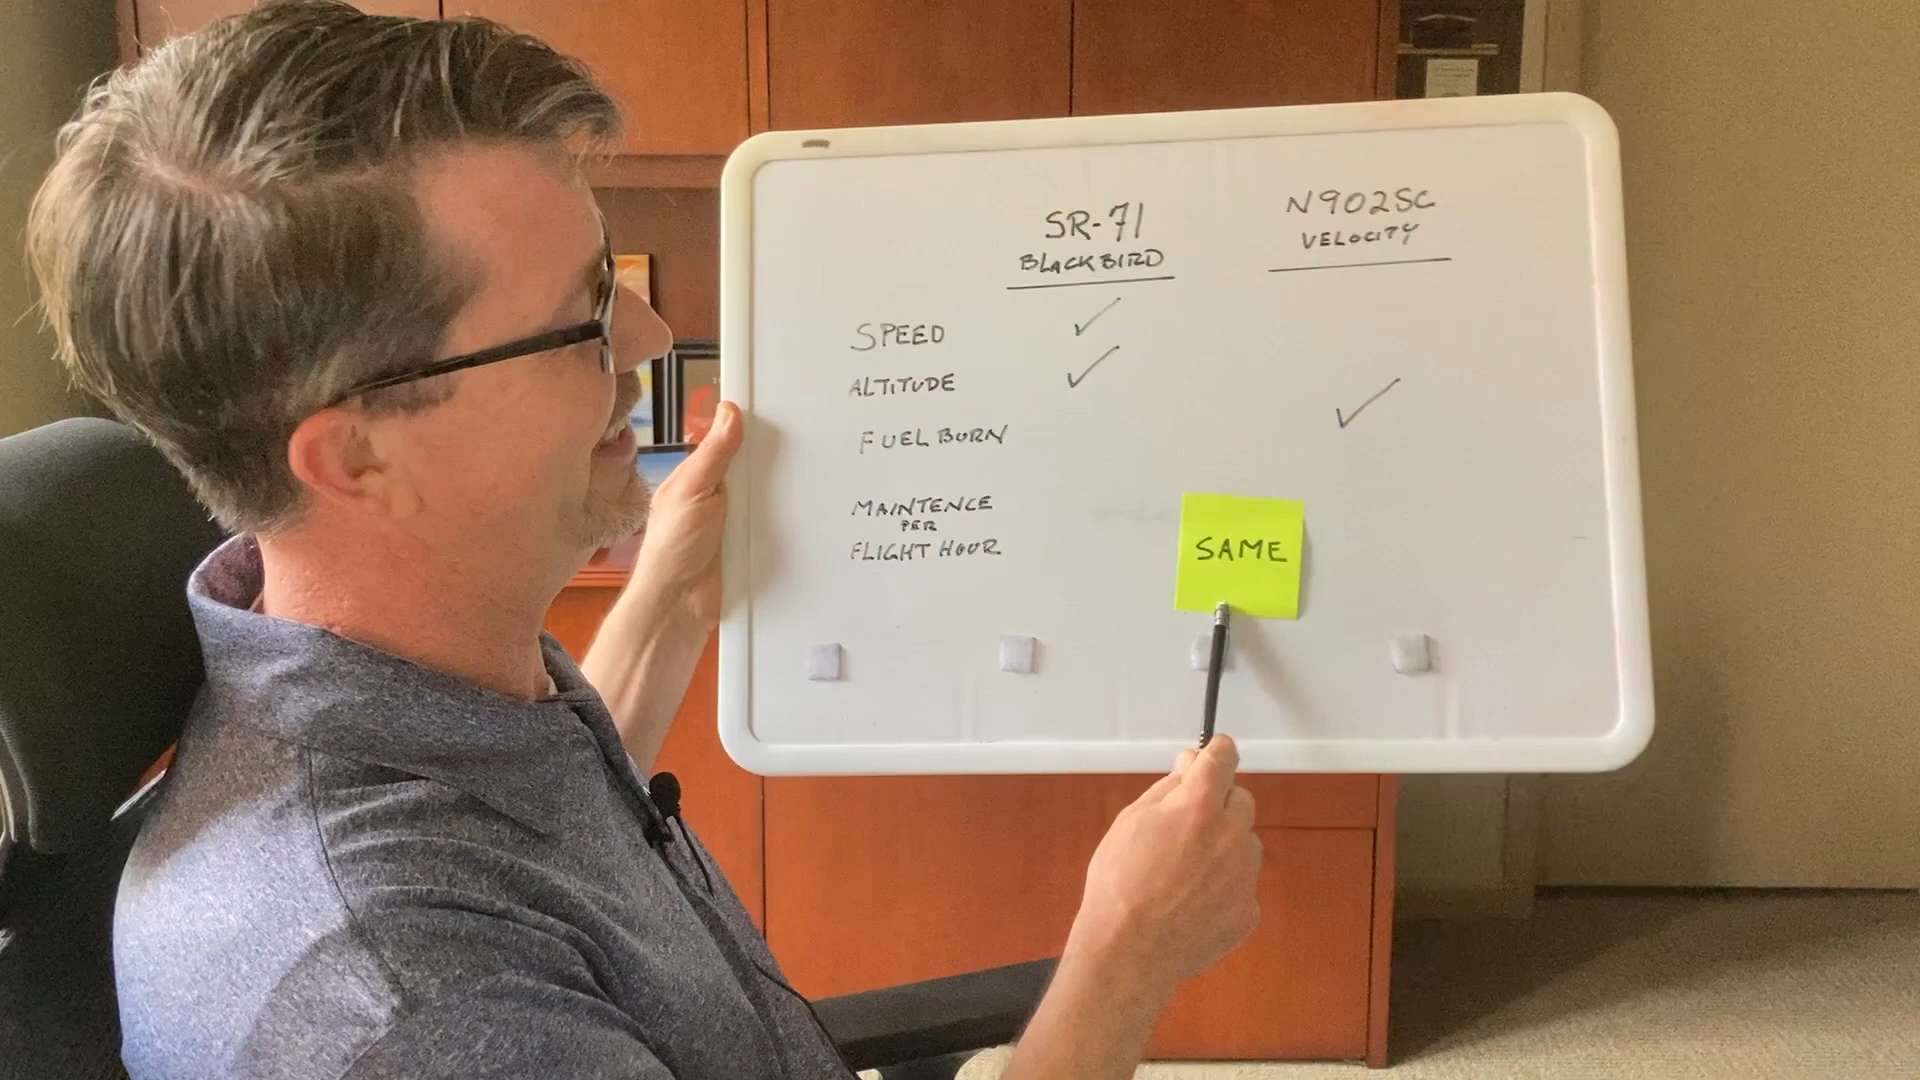 SR-71
BLACKBIRD
N902SC
VELOCITY
SPEED ✓
ALTITUDE ✓
FUEL BURN ✓
MAINTENCE
PER
FLIGHT HOUR
SAME